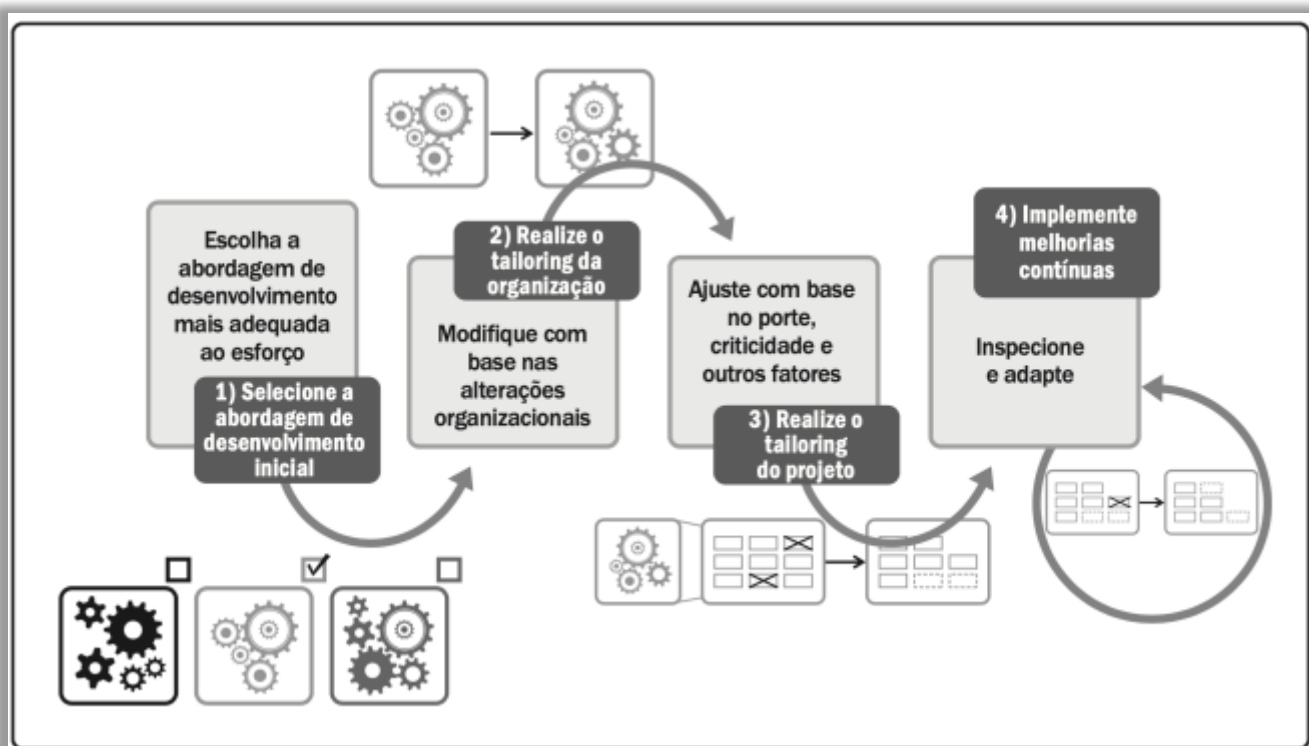 Escolha a
abordagem de
desenvolvimento
mais adequada
ao esforço
1) Selecione a
abordagem de
desenvolvimento
inicial
2) Realize o
tailoring da
organização
Modifique com
base nas
alterações
organizacionais
Ajuste com base
no porte,
criticidade e
outros fatores
3) Realize o
tailoring
do projeto
4) Implemente
melhorias
contínuas
Inspecione
e adapte